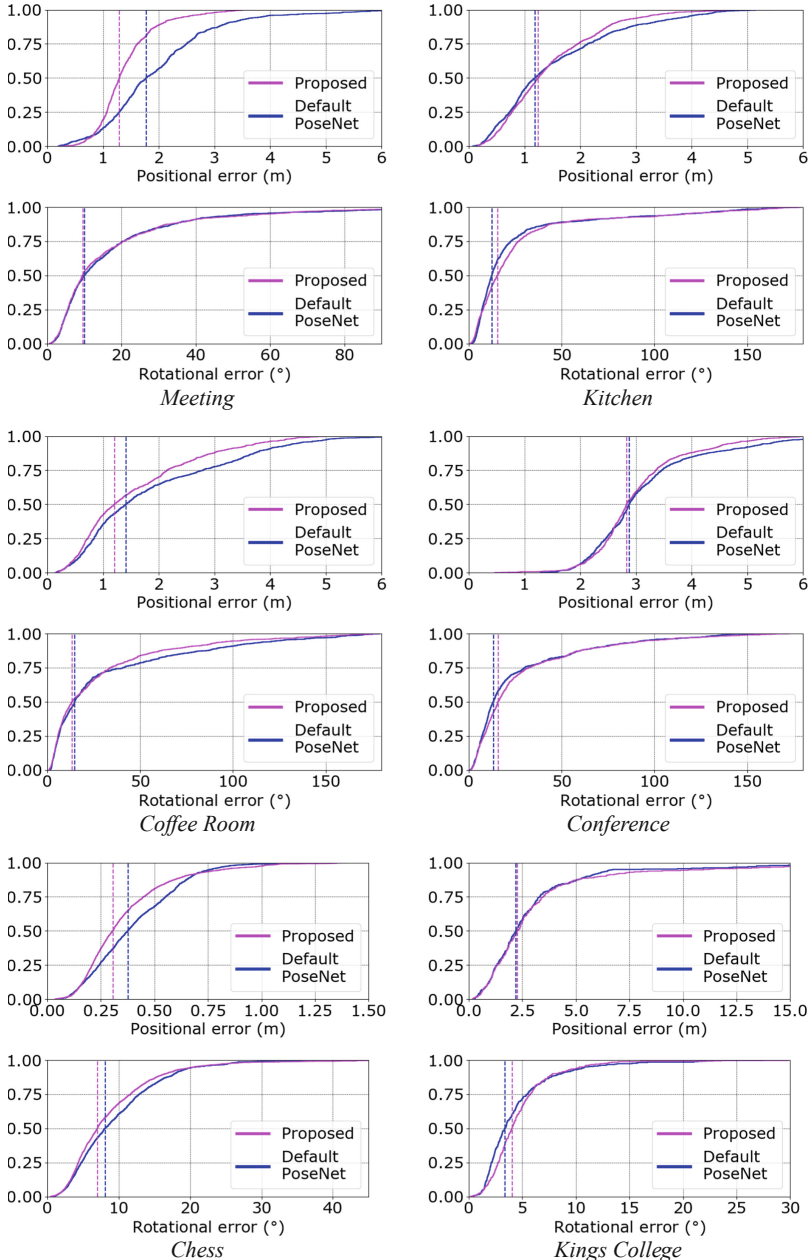 1.00 1.00
0.75 0.75
0.50 Proposed 0.50 Proposed
0.25 Default PoseNet 0.25 Default PoseNet
0.00 0.00
0 1 2 3 4 5 6 0 1 2 3 4 5 6
Positional error (m) Positional error (m)
1.00 1.00
0.75 0.75
0.50 Proposed 0.50 Proposed
0.25 Default PoseNet 0.25 Default PoseNet
0.00 0.00
0 20 40 60 80 0 50 100 150
Rotational error (°) Rotational error (°)
Meeting Kitchen
1.00 1.00
0.75 0.75
0.50 Proposed 0.50 Proposed
0.25 Default PoseNet 0.25 Default PoseNet
0.00 0.00
0 1 2 3 4 5 6 0 1 2 3 4 5 6
Positional error (m) Positional error (m)
1.00 1.00
0.75 0.75
0.50 Proposed 0.50 Proposed
0.25 Default PoseNet 0.25 Default PoseNet
0.00 0.00
0 50 100 150 0 50 100 150
Rotational error (°) Rotational error (°)
Coffee Room Conference
1.00 1.00
0.75 0.75
0.50 Proposed 0.50 Proposed
0.25 Default PoseNet 0.25 Default PoseNet
0.00 0.00
0.00 0.25 0.50 0.75 1.00 1.25 1.50 0.0 2.5 5.0 7.5 10.0 12.5 15.0
Positional error (m) Positional error (m)
1.00 1.00
0.75 0.75
0.50 Proposed 0.50 Proposed
0.25 Default PoseNet 0.25 Default PoseNet
0.00 0.00
0 10 20 30 40 0 5 10 15 20 25 30
Rotational error (°) Rotational error (°)
Chess Kings College